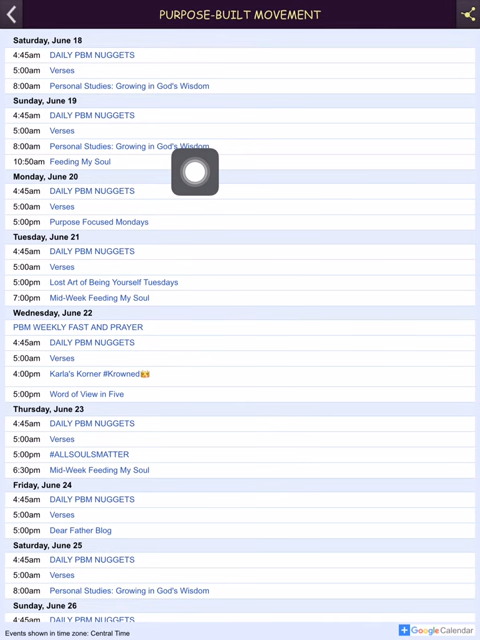 PURPOSE-BUILT MOVEMENT
Saturday, June 18
4:45am DAILY PBM NUGGETS
5:00am Verses
8:00am Personal Studies: Growing in God's Wisdom
Sunday, June 19
4:45am DAILY PBM NUGGETS
5:00am Verses
8:00am Personal Studies: Growing in God's Wisdom
10:50am Feeding My Soul
Monday, June 20
4:45am DAILY PBM NUGGETS
5:00am Verses
5:00pm Purpose Focused Mondays
Tuesday, June 21
4:45am DAILY PBM NUGGETS
5:00am Verses
5:00pm Lost Art of Being Yourself Tuesdays
7:00pm Mid-Week Feeding My Soul
Wednesday, June 22
PBM WEEKLY FAST AND PRAYER
4:45am DAILY PBM NUGGETS
5:00am Verses
4:00pm Karla's Korner #Krowned
5:00pm Word of View in Five
Thursday, June 23
4:45am DAILY PBM NUGGETS
5:00am Verses
5:00pm #ALLSOULSMATTER
6:30pm Mid-Week Feeding My Soul
Friday, June 24
4:45am DAILY PBM NUGGETS
5:00am Verses
5:00pm Dear Father Blog
Saturday, June 25
4:45am DAILY PBM NUGGETS
5:00am Verses
8:00am Personal Studies: Growing in God's Wisdom
Sunday, June 26
4:45am DAILY PBM NUGGETS
Events shown in time zone: Central Time
Google Calendar